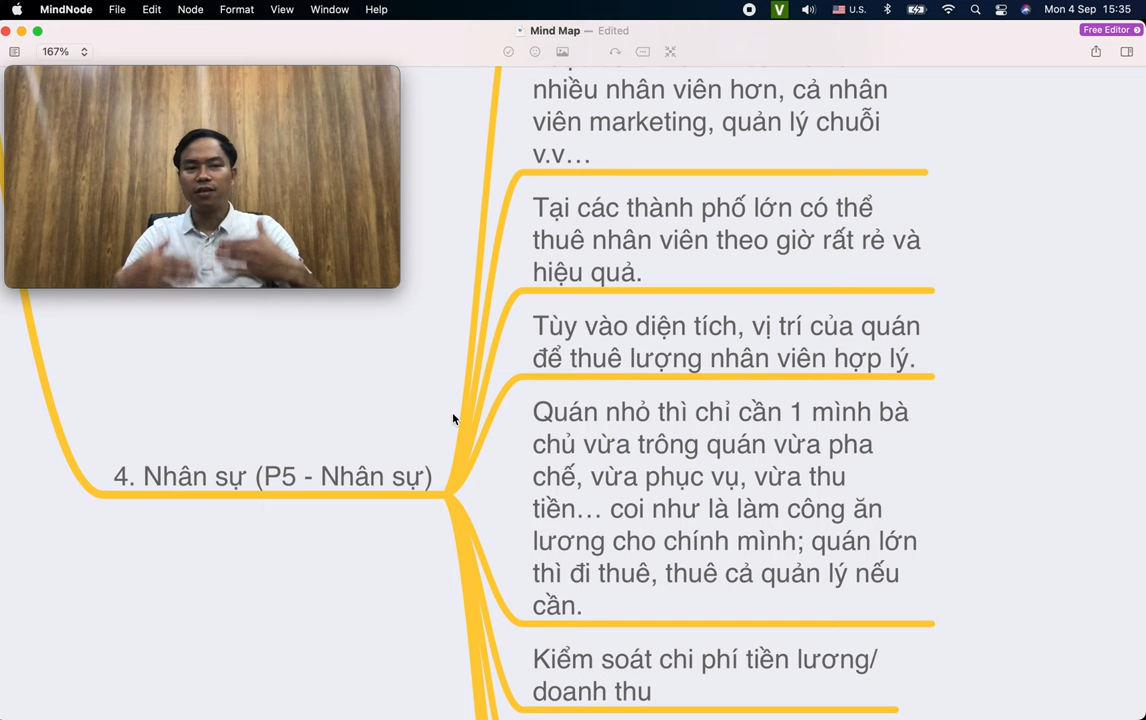 MindNode File Edit Node Format View Window Help V U.S. Mon 4 Sep 15:35
Mind Map — Edited
Free Editor
167%
nhiều nhân viên hơn, cả nhân
viên marketing, quản lý chuỗi
v.v…
Tại các thành phố lớn có thể
thuê nhân viên theo giờ rất rẻ và
hiệu quả.
Tùy vào diện tích, vị trí của quán
để thuê lượng nhân viên hợp lý.
4. Nhân sự (P5 - Nhân sự)
Quán nhỏ thì chỉ cần 1 mình bà
chủ vừa trông quán vừa pha
chế, vừa phục vụ, vừa thu
tiền… coi như là làm công ăn
lương cho chính mình; quán lớn
thì đi thuê, thuê cả quản lý nếu
cần.
Kiểm soát chi phí tiền lương/
doanh thu